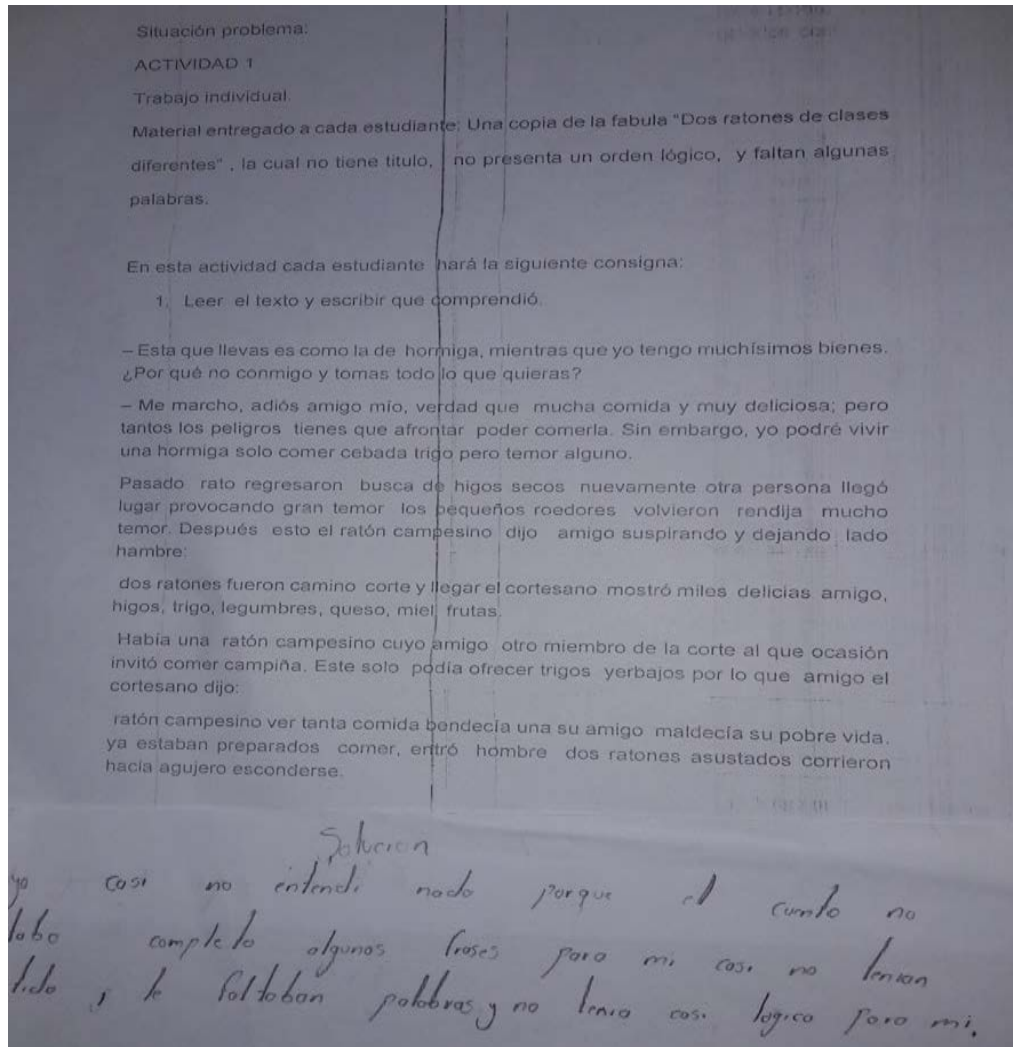 Situación problema:
ACTIVIDAD 1
Trabajo individual.
Material entregado a cada estudiante: Una copia de la fabula "Dos ratones de clases
diferentes" , la cual no tiene titulo, no presenta un orden lógico, y faltan algunas
palabras.
En esta actividad cada estudiante hará la siguiente consigna:
1. Leer el texto y escribir que comprendió.
– Esta que llevas es como la de hormiga, mientras que yo tengo muchísimos bienes.
¿Por qué no conmigo y tomas todo lo que quieras?
– Me marcho, adiós amigo mío, verdad que mucha comida y muy deliciosa; pero
tantos los peligros tienes que afrontar poder comerla. Sin embargo, yo podré vivir
una hormiga solo comer cebada trigo pero temor alguno.
Pasado rato regresaron busca de higos secos nuevamente otra persona llegó
lugar provocando gran temor los pequeños roedores volvieron rendija mucho
temor. Después esto el ratón campesino dijo amigo suspirando y dejando lado
hambre:
dos ratones fueron camino corte y llegar el cortesano mostró miles delicias amigo,
higos, trigo, legumbres, queso, miel frutas.
Había una ratón campesino cuyo amigo otro miembro de la corte al que ocasión
invitó comer campiña. Este solo podía ofrecer trigos yerbajos por lo que amigo el
cortesano dijo:
ratón campesino ver tanta comida bendecía una su amigo maldecía su pobre vida.
ya estaban preparados comer, entró hombre dos ratones asustados corrieron
hacia agujero esconderse.
Solucion
yo casi no entendi nada porque el cuento no
taba completo algunas frases para mi casi no tenian
tido, le faltaban palabras y no tenia casi logica para mi.